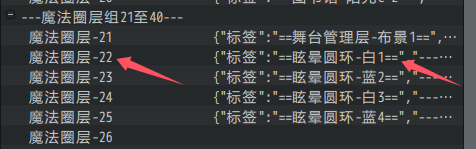 ---魔法圈层组21至40---
魔法圈层-21 {"标签":"==舞台管理层-布景1==",…
魔法圈层-22 {"标签":"==眩晕圆环-白1==","---…
魔法圈层-23 {"标签":"==眩晕圆环-蓝2==","---…
魔法圈层-24 {"标签":"==眩晕圆环-白3==","---…
魔法圈层-25 {"标签":"==眩晕圆环-蓝4==","---…
魔法圈层-26